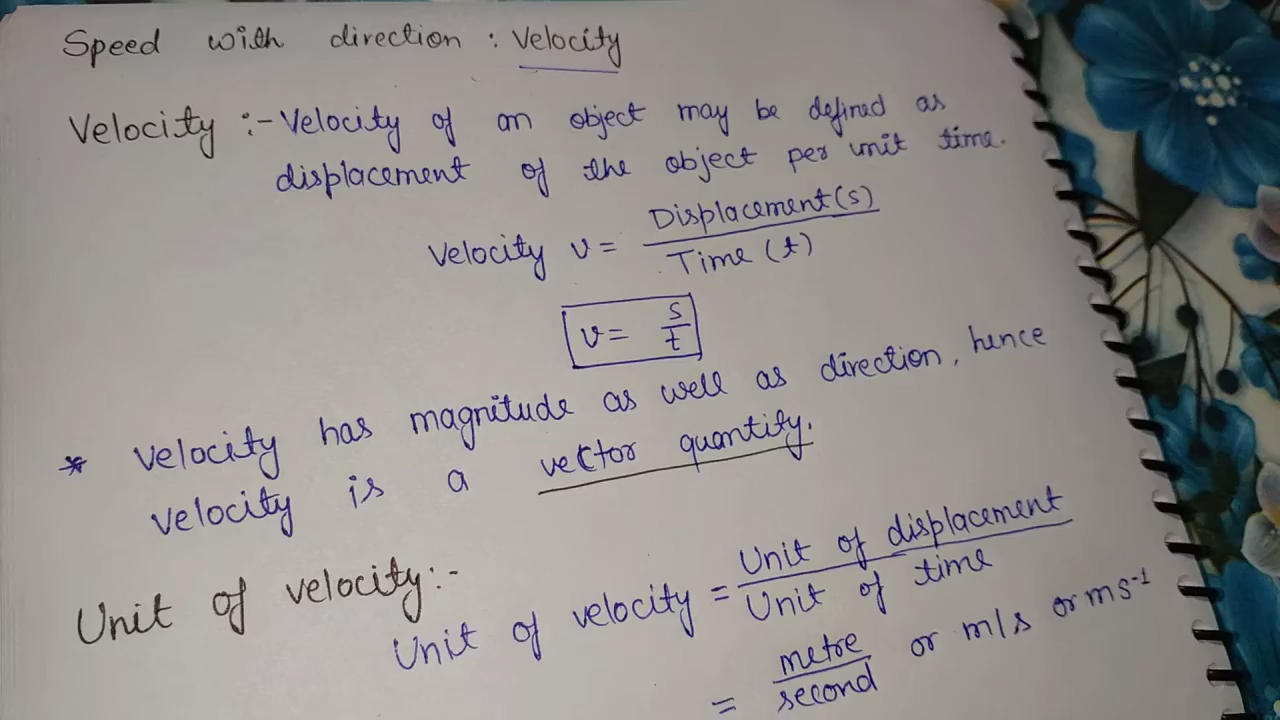 Speed with direction : Velocity
Velocity :- Velocity of an object may be defined as
displacement of the object per unit time.
Velocity v = Displacement (s)
Time (t)
v = s
t
* Velocity has magnitude as well as direction, hence
velocity is a vector quantity.
Unit of velocity :-
Unit of velocity = Unit of displacement
Unit of time
= metre or m/s or ms⁻¹
second